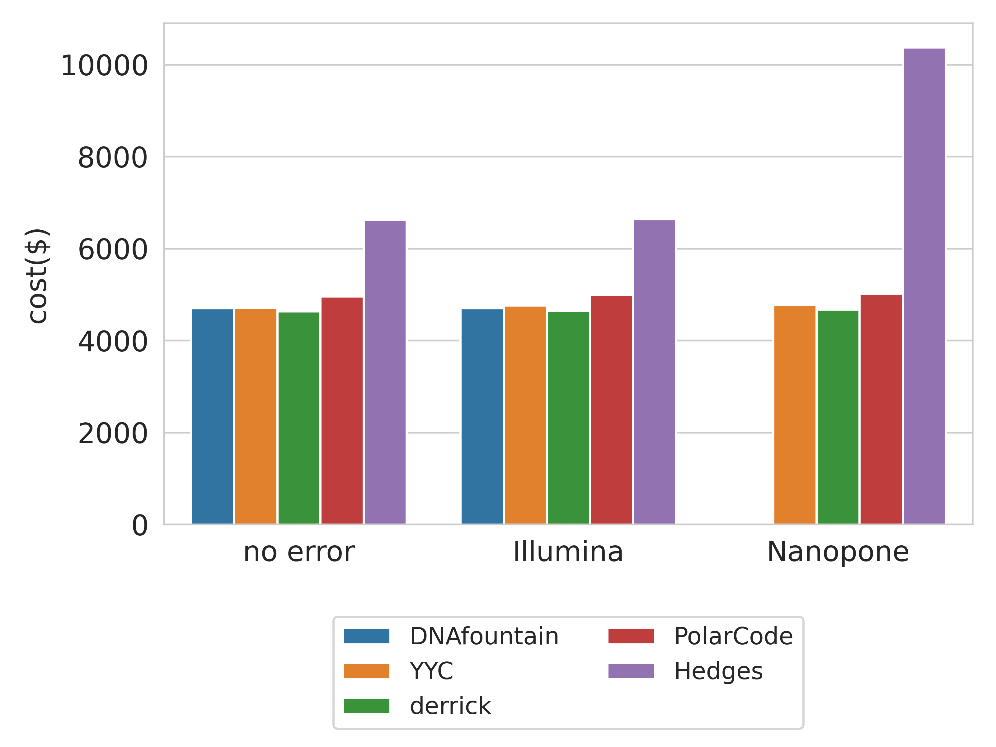 cost($)
10000
8000
6000
4000
2000
0
no error Illumina Nanopone
DNAfountain PolarCode
YYC Hedges
derrick